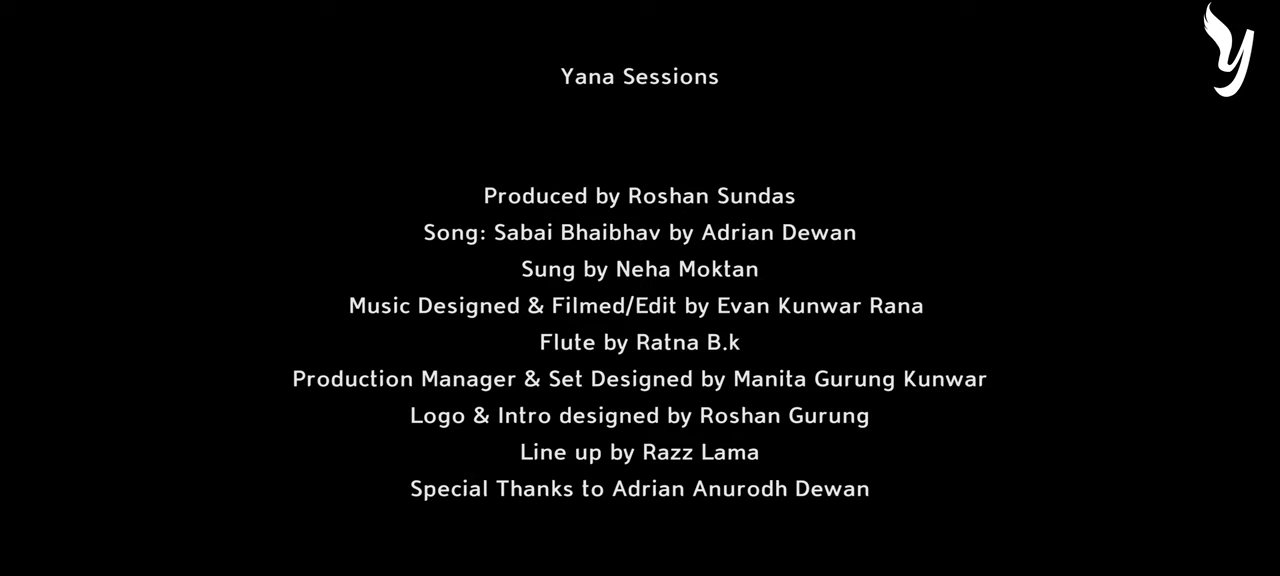 Yana Sessions
Produced by Roshan Sundas
Song: Sabai Bhaibhav by Adrian Dewan
Sung by Neha Moktan
Music Designed & Filmed/Edit by Evan Kunwar Rana
Flute by Ratna B.k
Production Manager & Set Designed by Manita Gurung Kunwar
Logo & Intro designed by Roshan Gurung
Line up by Razz Lama
Special Thanks to Adrian Anurodh Dewan